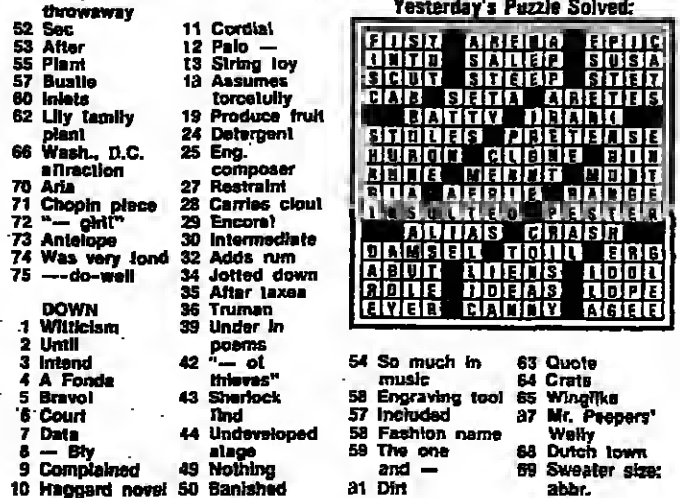 throwaway
52 Sec
53 After
55 Plant
57 Bustle
60 Inlets
62 Lily family
plant
66 Wash., D.C.
attraction
70 Aria
71 Chopin piece
72 "— grit"
73 Antelope
74 Was very fond
75 —-do-well
DOWN
1 Witticism
2 Until
3 Intend
4 A Fonda
5 Bravo!
6 Court
7 Data
8 — Bly
9 Complained
10 Haggard novel
11 Cordial
12 Palo —
13 String toy
18 Assumes
forcefully
19 Produce fruit
24 Detergent
25 Eng.
composer
27 Restraint
28 Carries clout
29 Encore!
30 Intermediate
32 Adds rum
34 Jotted down
35 After taxes
36 Truman
39 Under in
poems
42 "— of
thieves"
43 Sherlock
find
44 Undeveloped
stage
49 Nothing
50 Banished
Yesterday's Puzzle Solved:
FIST ARENA EPIC
INTO SALEP SUSA
SCUT STEEP STET
CAB SETA ARETES
BATTY IRANI
STOLES PRETENSE
HURON CLONE BIN
ANNE MERIT MONT
RIA AERIE RANGE
INSULTED PESTER
ALIAS CRASH
DAMSEL TOIL ERG
ABUT LIENS IDOL
ROLE IDEAS LOPE
EVER CANNY AGEE
54 So much in
music
56 Engraving tool
57 Included
58 Fashion name
59 The one
and —
61 Dirt
63 Quote
64 Crate
65 Winglike
67 Mr. Peepers'
Wally
68 Dutch town
69 Sweater size:
abbr.